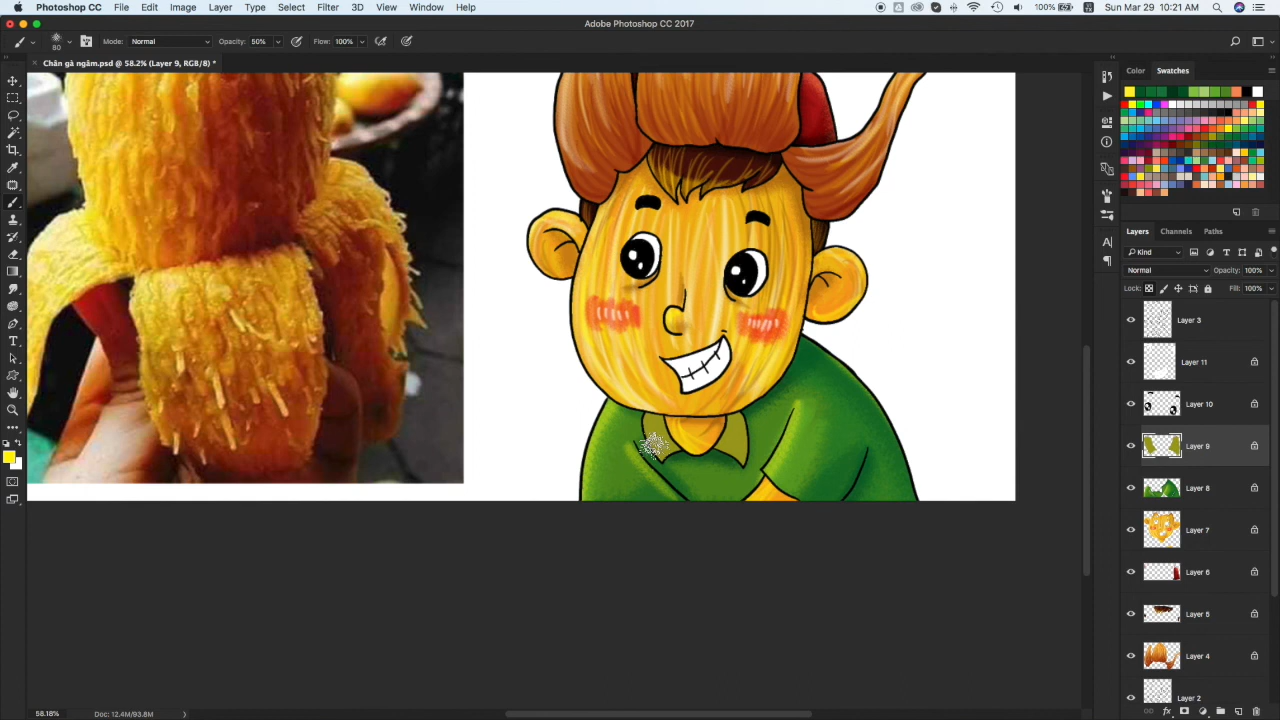 Photoshop CC File Edit Image Layer Type Select Filter 3D View Window Help 100% Sun Mar 29 10:21 AM
Adobe Photoshop CC 2017
80 Mode: Normal Opacity: 50% Flow: 100%
Chân gà ngâm.psd @ 58.2% (Layer 9, RGB/8) *
Color Swatches
Layers Channels Paths
Kind
Normal Opacity: 100%
Lock: Fill: 100%
Layer 3
Layer 11
Layer 10
Layer 9
Layer 8
Layer 7
Layer 6
Layer 5
Layer 4
Layer 2
58.18% Doc: 12.4M/93.8M